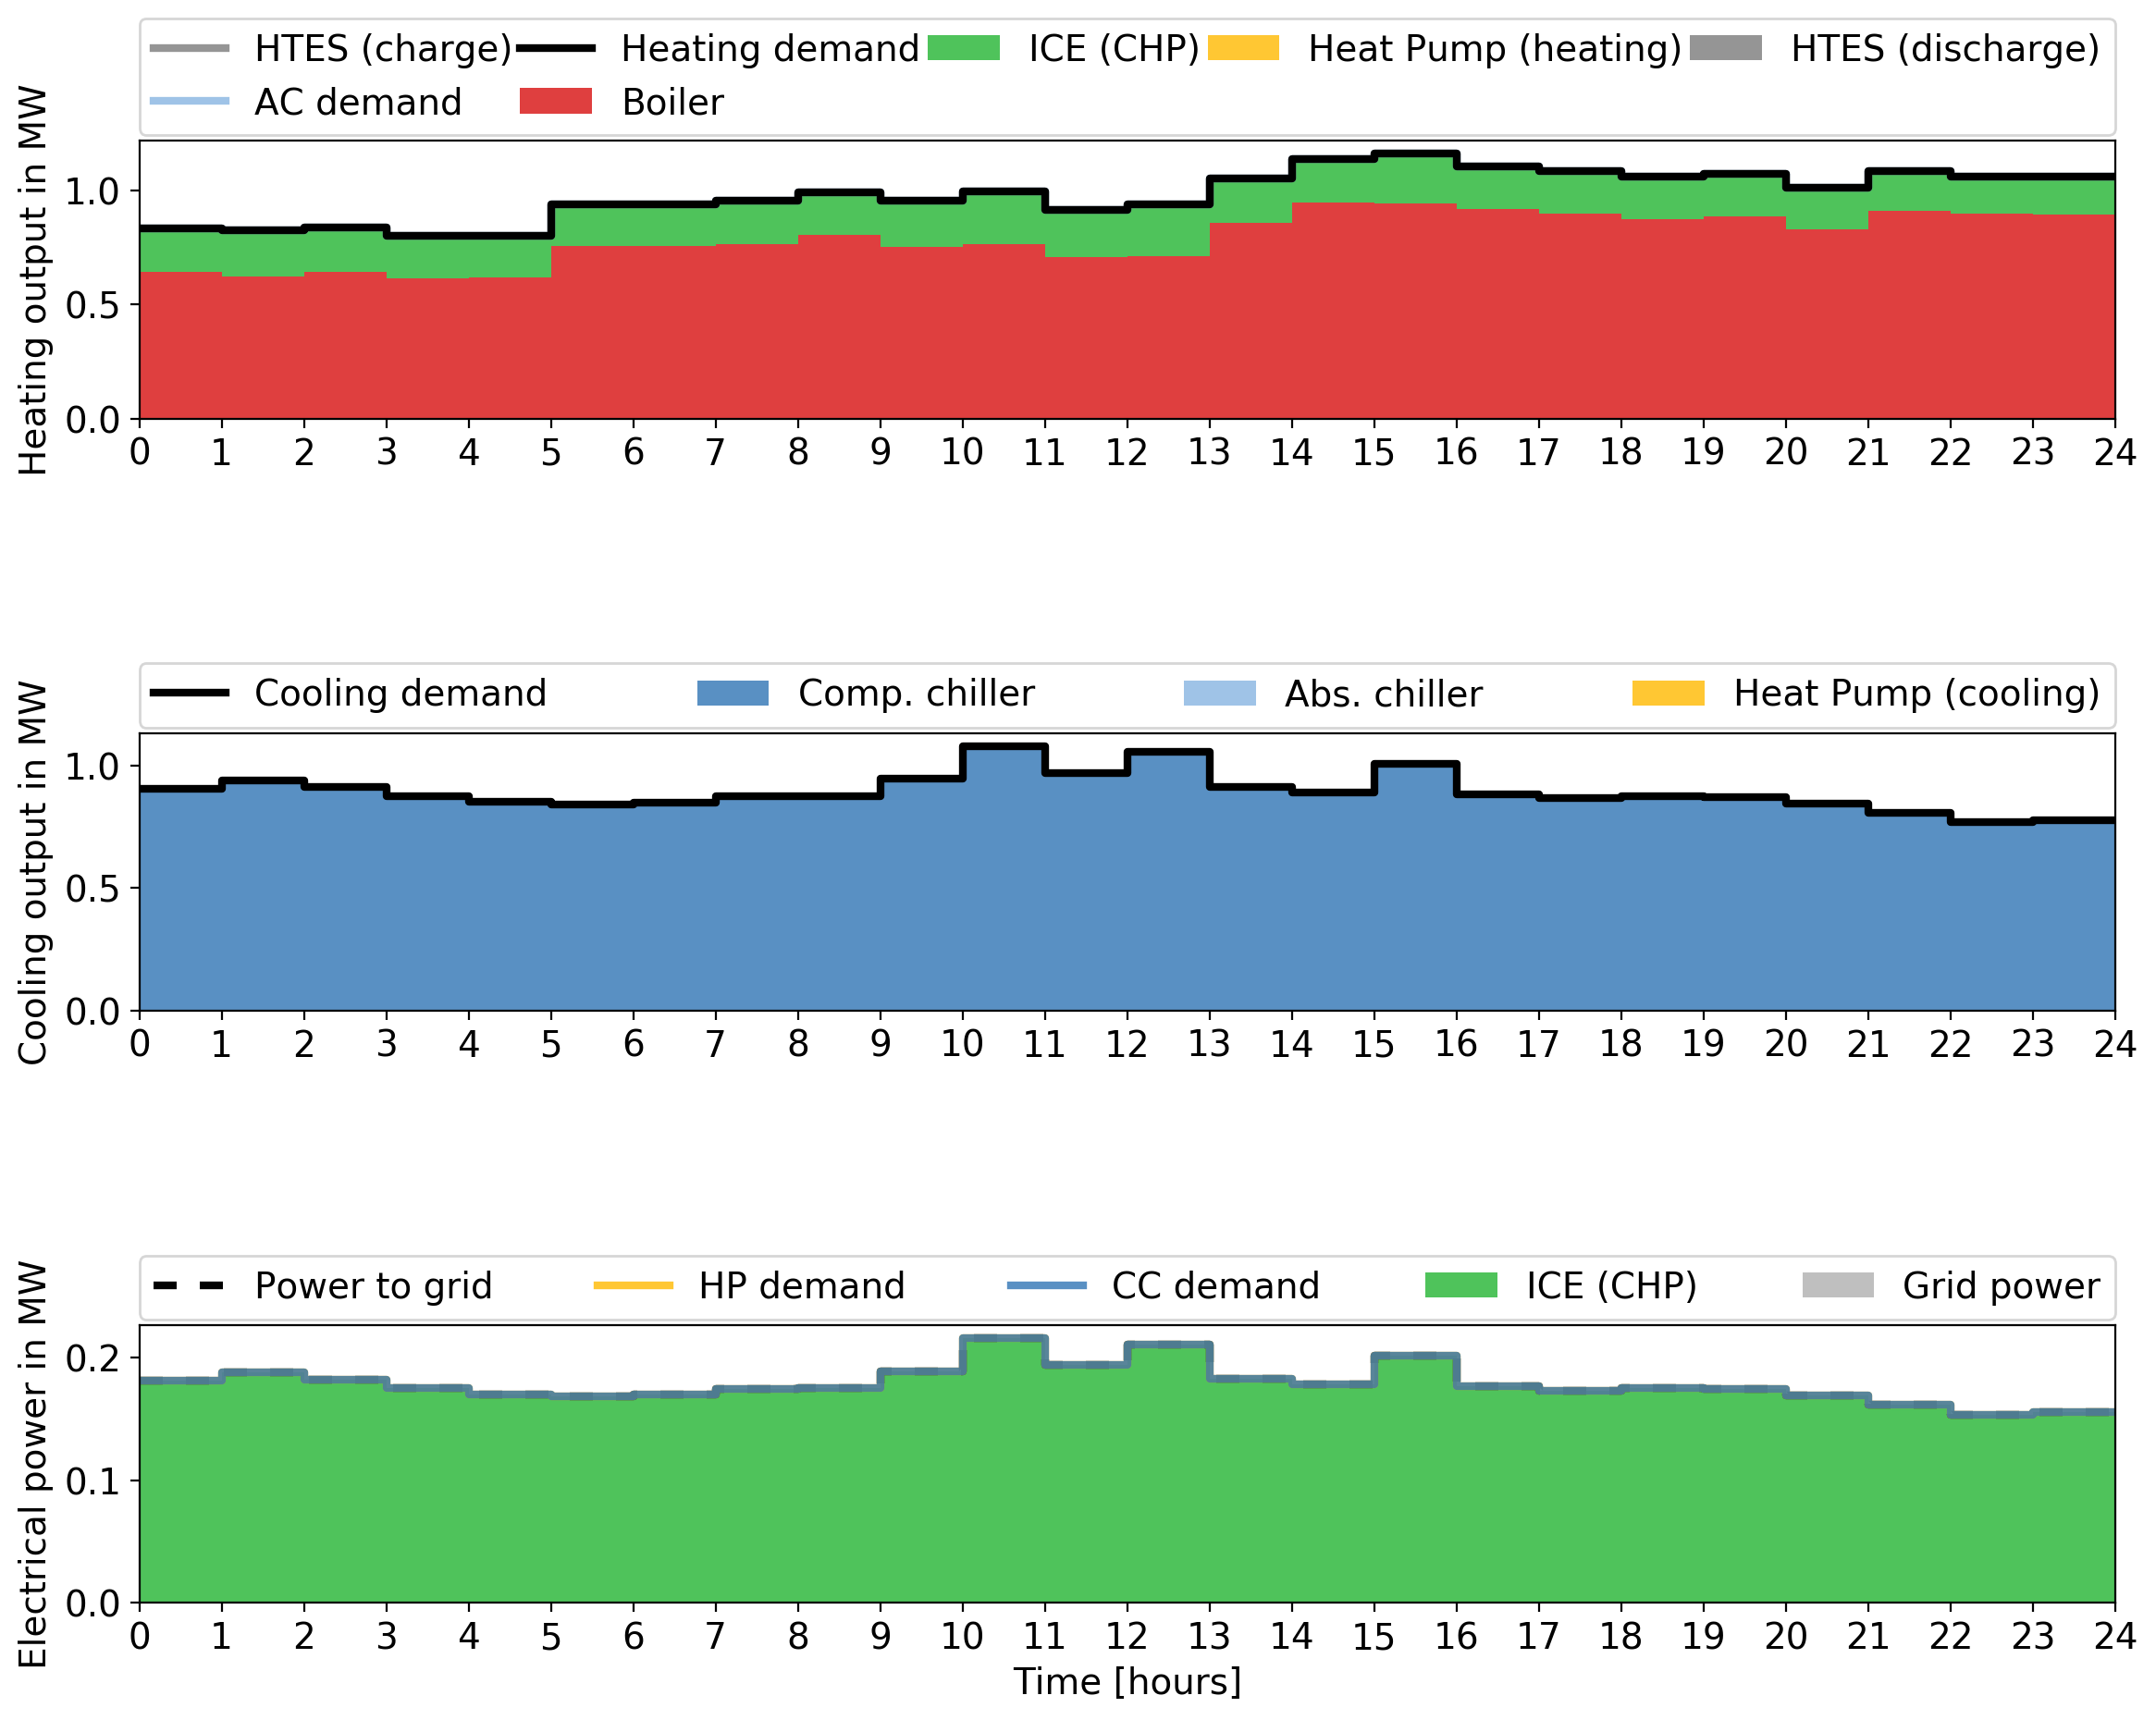 HTES (charge) Heating demand ICE (CHP) Heat Pump (heating) HTES (discharge)
AC demand Boiler
Heating output in MW
1.0
0.5
0.0
0 1 2 3 4 5 6 7 8 9 10 11 12 13 14 15 16 17 18 19 20 21 22 23 24
Cooling demand Comp. chiller Abs. chiller Heat Pump (cooling)
Cooling output in MW
1.0
0.5
0.0
0 1 2 3 4 5 6 7 8 9 10 11 12 13 14 15 16 17 18 19 20 21 22 23 24
Power to grid HP demand CC demand ICE (CHP) Grid power
Electrical power in MW
0.2
0.1
0.0
0 1 2 3 4 5 6 7 8 9 10 11 12 13 14 15 16 17 18 19 20 21 22 23 24
Time [hours]